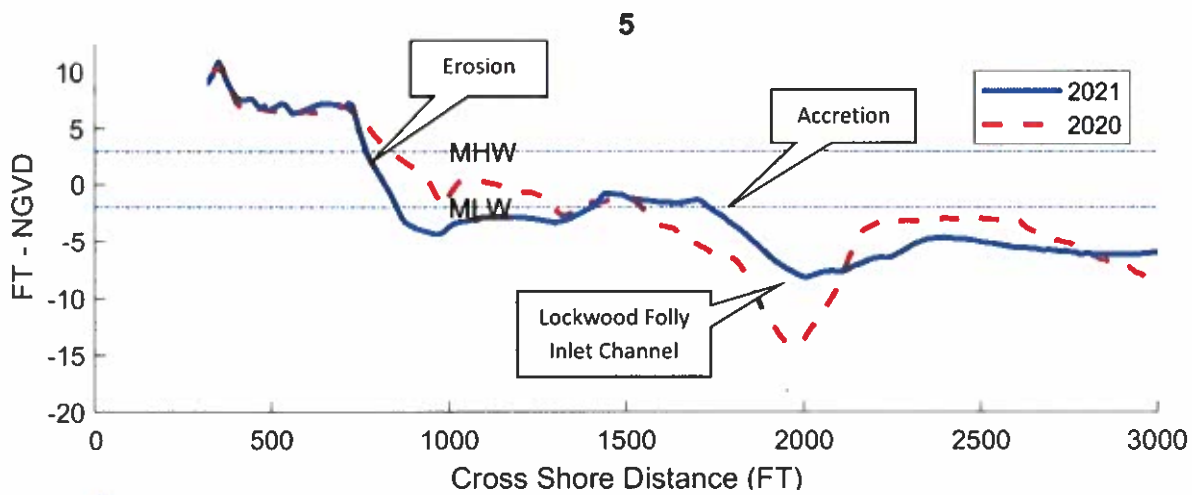 5
Erosion
2021
2020
Accretion
MHW
MLW
Lockwood Folly
Inlet Channel
FT - NGVD
10
5
0
-5
-10
-15
-20
0
500
1000
1500
2000
2500
3000
Cross Shore Distance (FT)